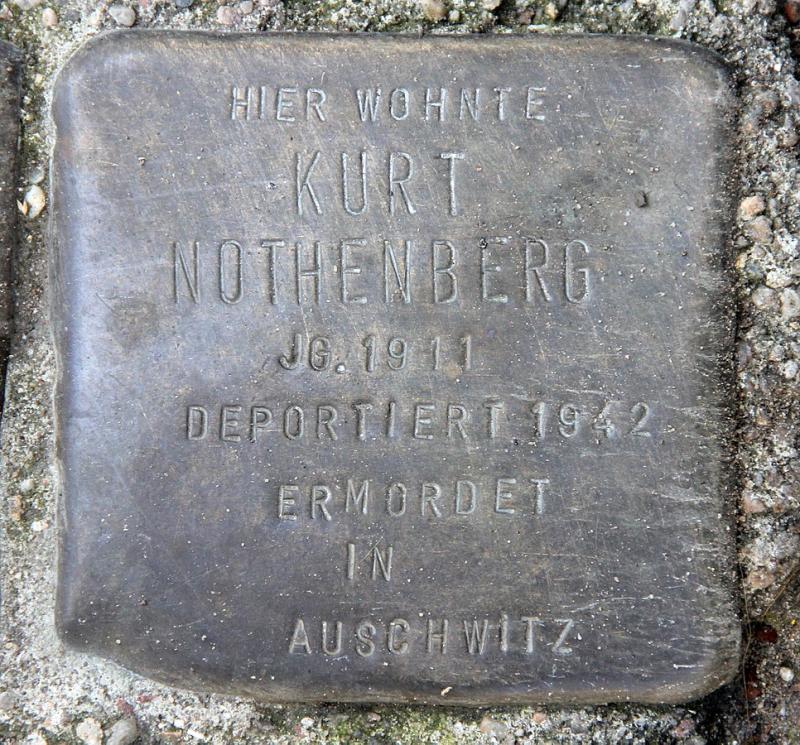 HIER WOHNTE
KURT
NOTHENBERG
JG. 1911
DEPORTIERT 1942
ERMORDET
IN
AUSCHWITZ